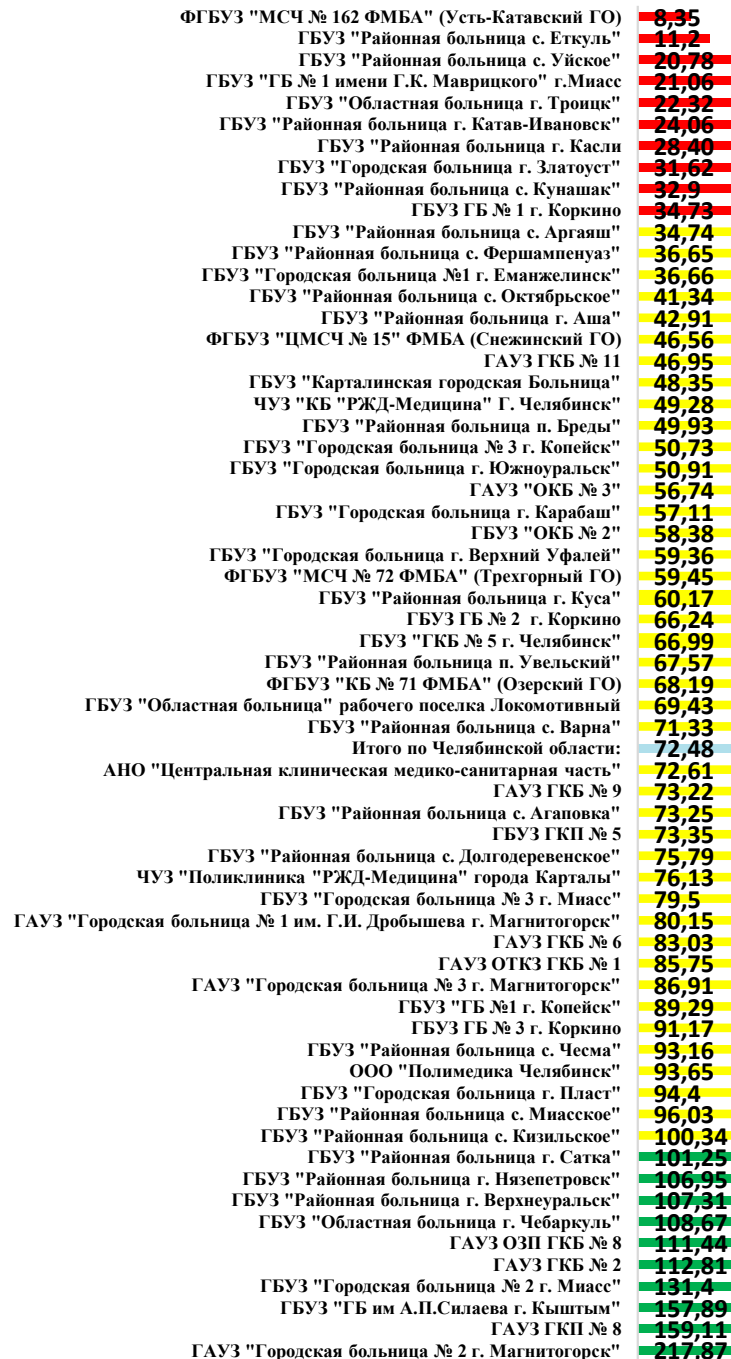 ФГБУЗ "МСЧ № 162 ФМБА" (Усть-Катавский ГО) 8,35
ГБУЗ "Районная больница с. Еткуль" 11,2
ГБУЗ "Районная больница с. Уйское" 20,78
ГБУЗ "ГБ № 1 имени Г.К. Маврицкого" г.Миасс 21,06
ГБУЗ "Областная больница г. Троицк" 22,32
ГБУЗ "Районная больница г. Катав-Ивановск" 24,06
ГБУЗ "Районная больница г. Касли 28,40
ГБУЗ "Городская больница г. Златоуст" 31,62
ГБУЗ "Районная больница с. Кунашак" 32,9
ГБУЗ ГБ № 1 г. Коркино 34,73
ГБУЗ "Районная больница с. Аргаяш" 34,74
ГБУЗ "Районная больница с. Фершампенуаз" 36,65
ГБУЗ "Городская больница №1 г. Еманжелинск" 36,66
ГБУЗ "Районная больница с. Октябрьское" 41,34
ГБУЗ "Районная больница г. Аша" 42,91
ФГБУЗ "ЦМСЧ № 15" ФМБА (Снежинский ГО) 46,56
ГАУЗ ГКБ № 11 46,95
ГБУЗ "Карталинская городская Больница" 48,35
ЧУЗ "КБ "РЖД-Медицина" Г. Челябинск" 49,28
ГБУЗ "Районная больница п. Бреды" 49,93
ГБУЗ "Городская больница № 3 г. Копейск" 50,73
ГБУЗ "Городская больница г. Южноуральск" 50,91
ГАУЗ "ОКБ № 3" 56,74
ГБУЗ "Городская больница г. Карабаш" 57,11
ГБУЗ "ОКБ № 2" 58,38
ГБУЗ "Городская больница г. Верхний Уфалей" 59,36
ФГБУЗ "МСЧ № 72 ФМБА" (Трехгорный ГО) 59,45
ГБУЗ "Районная больница г. Куса" 60,17
ГБУЗ ГБ № 2 г. Коркино 66,24
ГБУЗ "ГКБ № 5 г. Челябинск" 66,99
ГБУЗ "Районная больница п. Увельский" 67,57
ФГБУЗ "КБ № 71 ФМБА" (Озерский ГО) 68,19
ГБУЗ "Областная больница" рабочего поселка Локомотивный 69,43
ГБУЗ "Районная больница с. Варна" 71,33
Итого по Челябинской области: 72,48
АНО "Центральная клиническая медико-санитарная часть" 72,61
ГАУЗ ГКБ № 9 73,22
ГБУЗ "Районная больница с. Агаповка" 73,25
ГБУЗ ГКП № 5 73,35
ГБУЗ "Районная больница с. Долгодеревенское" 75,79
ЧУЗ "Поликлиника "РЖД-Медицина" города Карталы" 76,13
ГБУЗ "Городская больница № 3 г. Миасс" 79,5
ГАУЗ "Городская больница № 1 им. Г.И. Дробышева г. Магнитогорск" 80,15
ГАУЗ ГКБ № 6 83,03
ГАУЗ ОТКЗ ГКБ № 1 85,75
ГАУЗ "Городская больница № 3 г. Магнитогорск" 86,91
ГБУЗ "ГБ №1 г. Копейск" 89,29
ГБУЗ ГБ № 3 г. Коркино 91,17
ГБУЗ "Районная больница с. Чесма" 93,16
ООО "Полимедика Челябинск" 93,65
ГБУЗ "Городская больница г. Пласт" 94,4
ГБУЗ "Районная больница с. Миасское" 96,03
ГБУЗ "Районная больница с. Кизильское" 100,34
ГБУЗ "Районная больница г. Сатка" 101,25
ГБУЗ "Районная больница г. Нязепетровск" 106,95
ГБУЗ "Районная больница г. Верхнеуральск" 107,31
ГБУЗ "Областная больница г. Чебаркуль" 108,67
ГАУЗ ОЗП ГКБ № 8 111,44
ГАУЗ ГКБ № 2 112,81
ГБУЗ "Городская больница № 2 г. Миасс" 131,4
ГБУЗ "ГБ им А.П.Силаева г. Кыштым" 157,89
ГАУЗ ГКП № 8 159,11
ГАУЗ "Городская больница № 2 г. Магнитогорск" 217,87